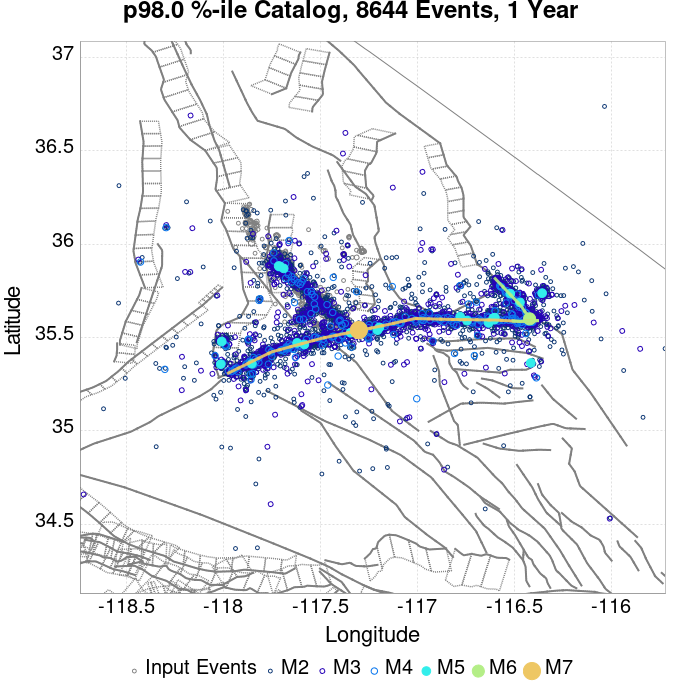 p98.0 %-ile Catalog, 8644 Events, 1 Year
37
36.5
36
35.5
35
34.5
Latitude
-118.5 -118 -117.5 -117 -116.5 -116
Longitude
Input Events M2 M3 M4 M5 M6 M7